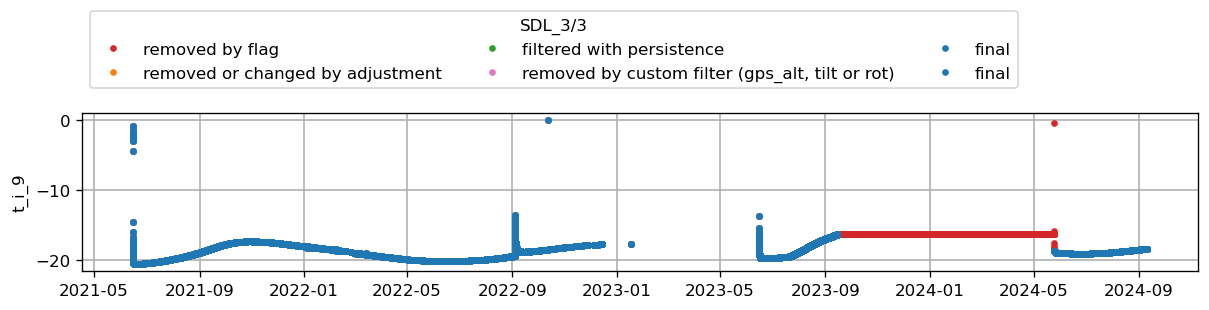 SDL_3/3
removed by flag
filtered with persistence
final
removed or changed by adjustment
removed by custom filter (gps_alt, tilt or rot)
final
t_i_9
0
−10
−20
2021-05 2021-09 2022-01 2022-05 2022-09 2023-01 2023-05 2023-09 2024-01 2024-05 2024-09